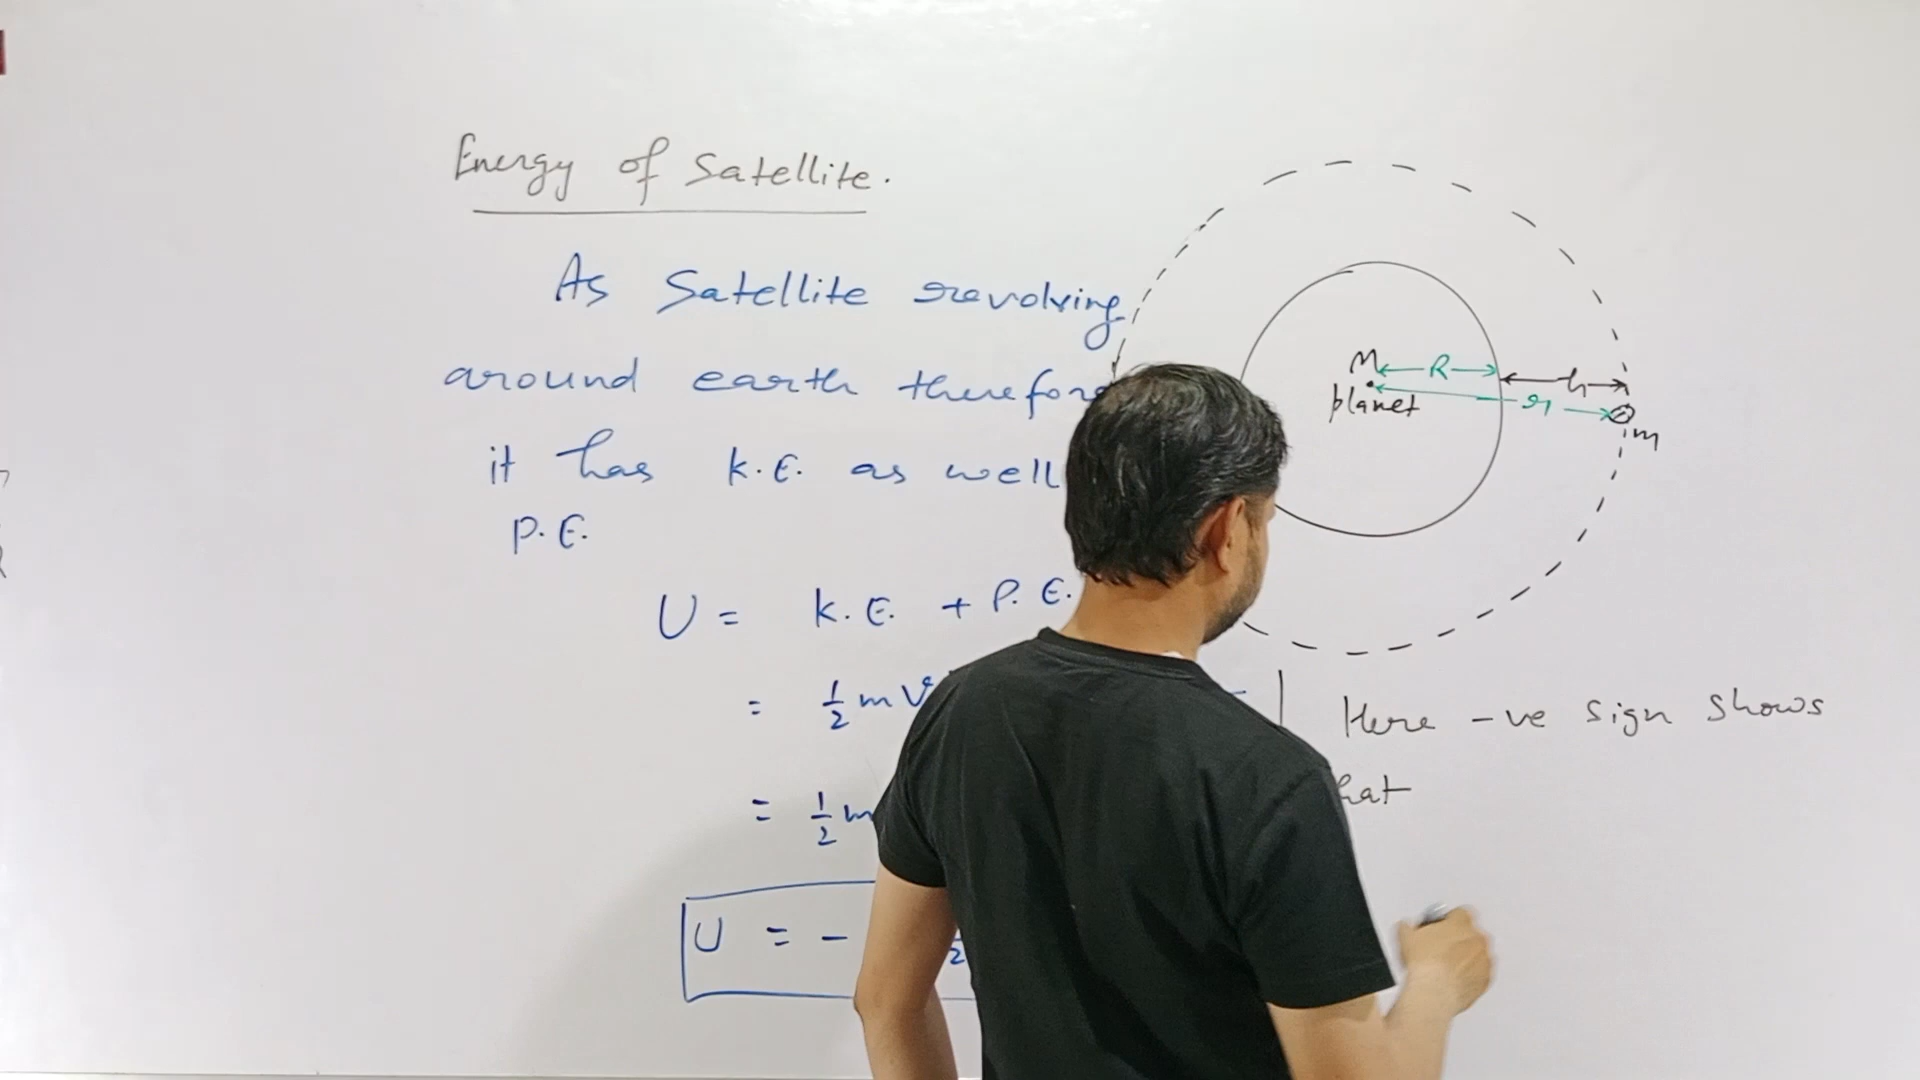 Energy of Satellite.
As Satellite revolving
around earth therefore
it has K.E. as well
P.E.
U = K.E. + P.E.
= 1/2 m V
= 1/2 m
U = -
M
R
h
planet
r
m
Here -ve sign shows
hat